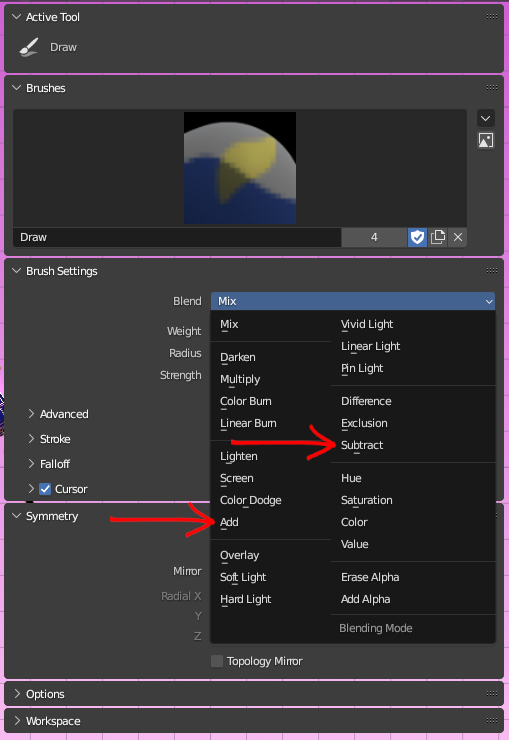 Active Tool
Draw
Brushes
Draw
4
Brush Settings
Blend
Mix
Weight
Radius
Strength
Advanced
Stroke
Falloff
Cursor
Mix
Darken
Multiply
Color Burn
Linear Burn
Lighten
Screen
Color Dodge
Add
Overlay
Soft Light
Hard Light
Vivid Light
Linear Light
Pin Light
Difference
Exclusion
Subtract
Hue
Saturation
Color
Value
Erase Alpha
Add Alpha
Blending Mode
Symmetry
Mirror
Radial X
Y
Z
Topology Mirror
Options
Workspace